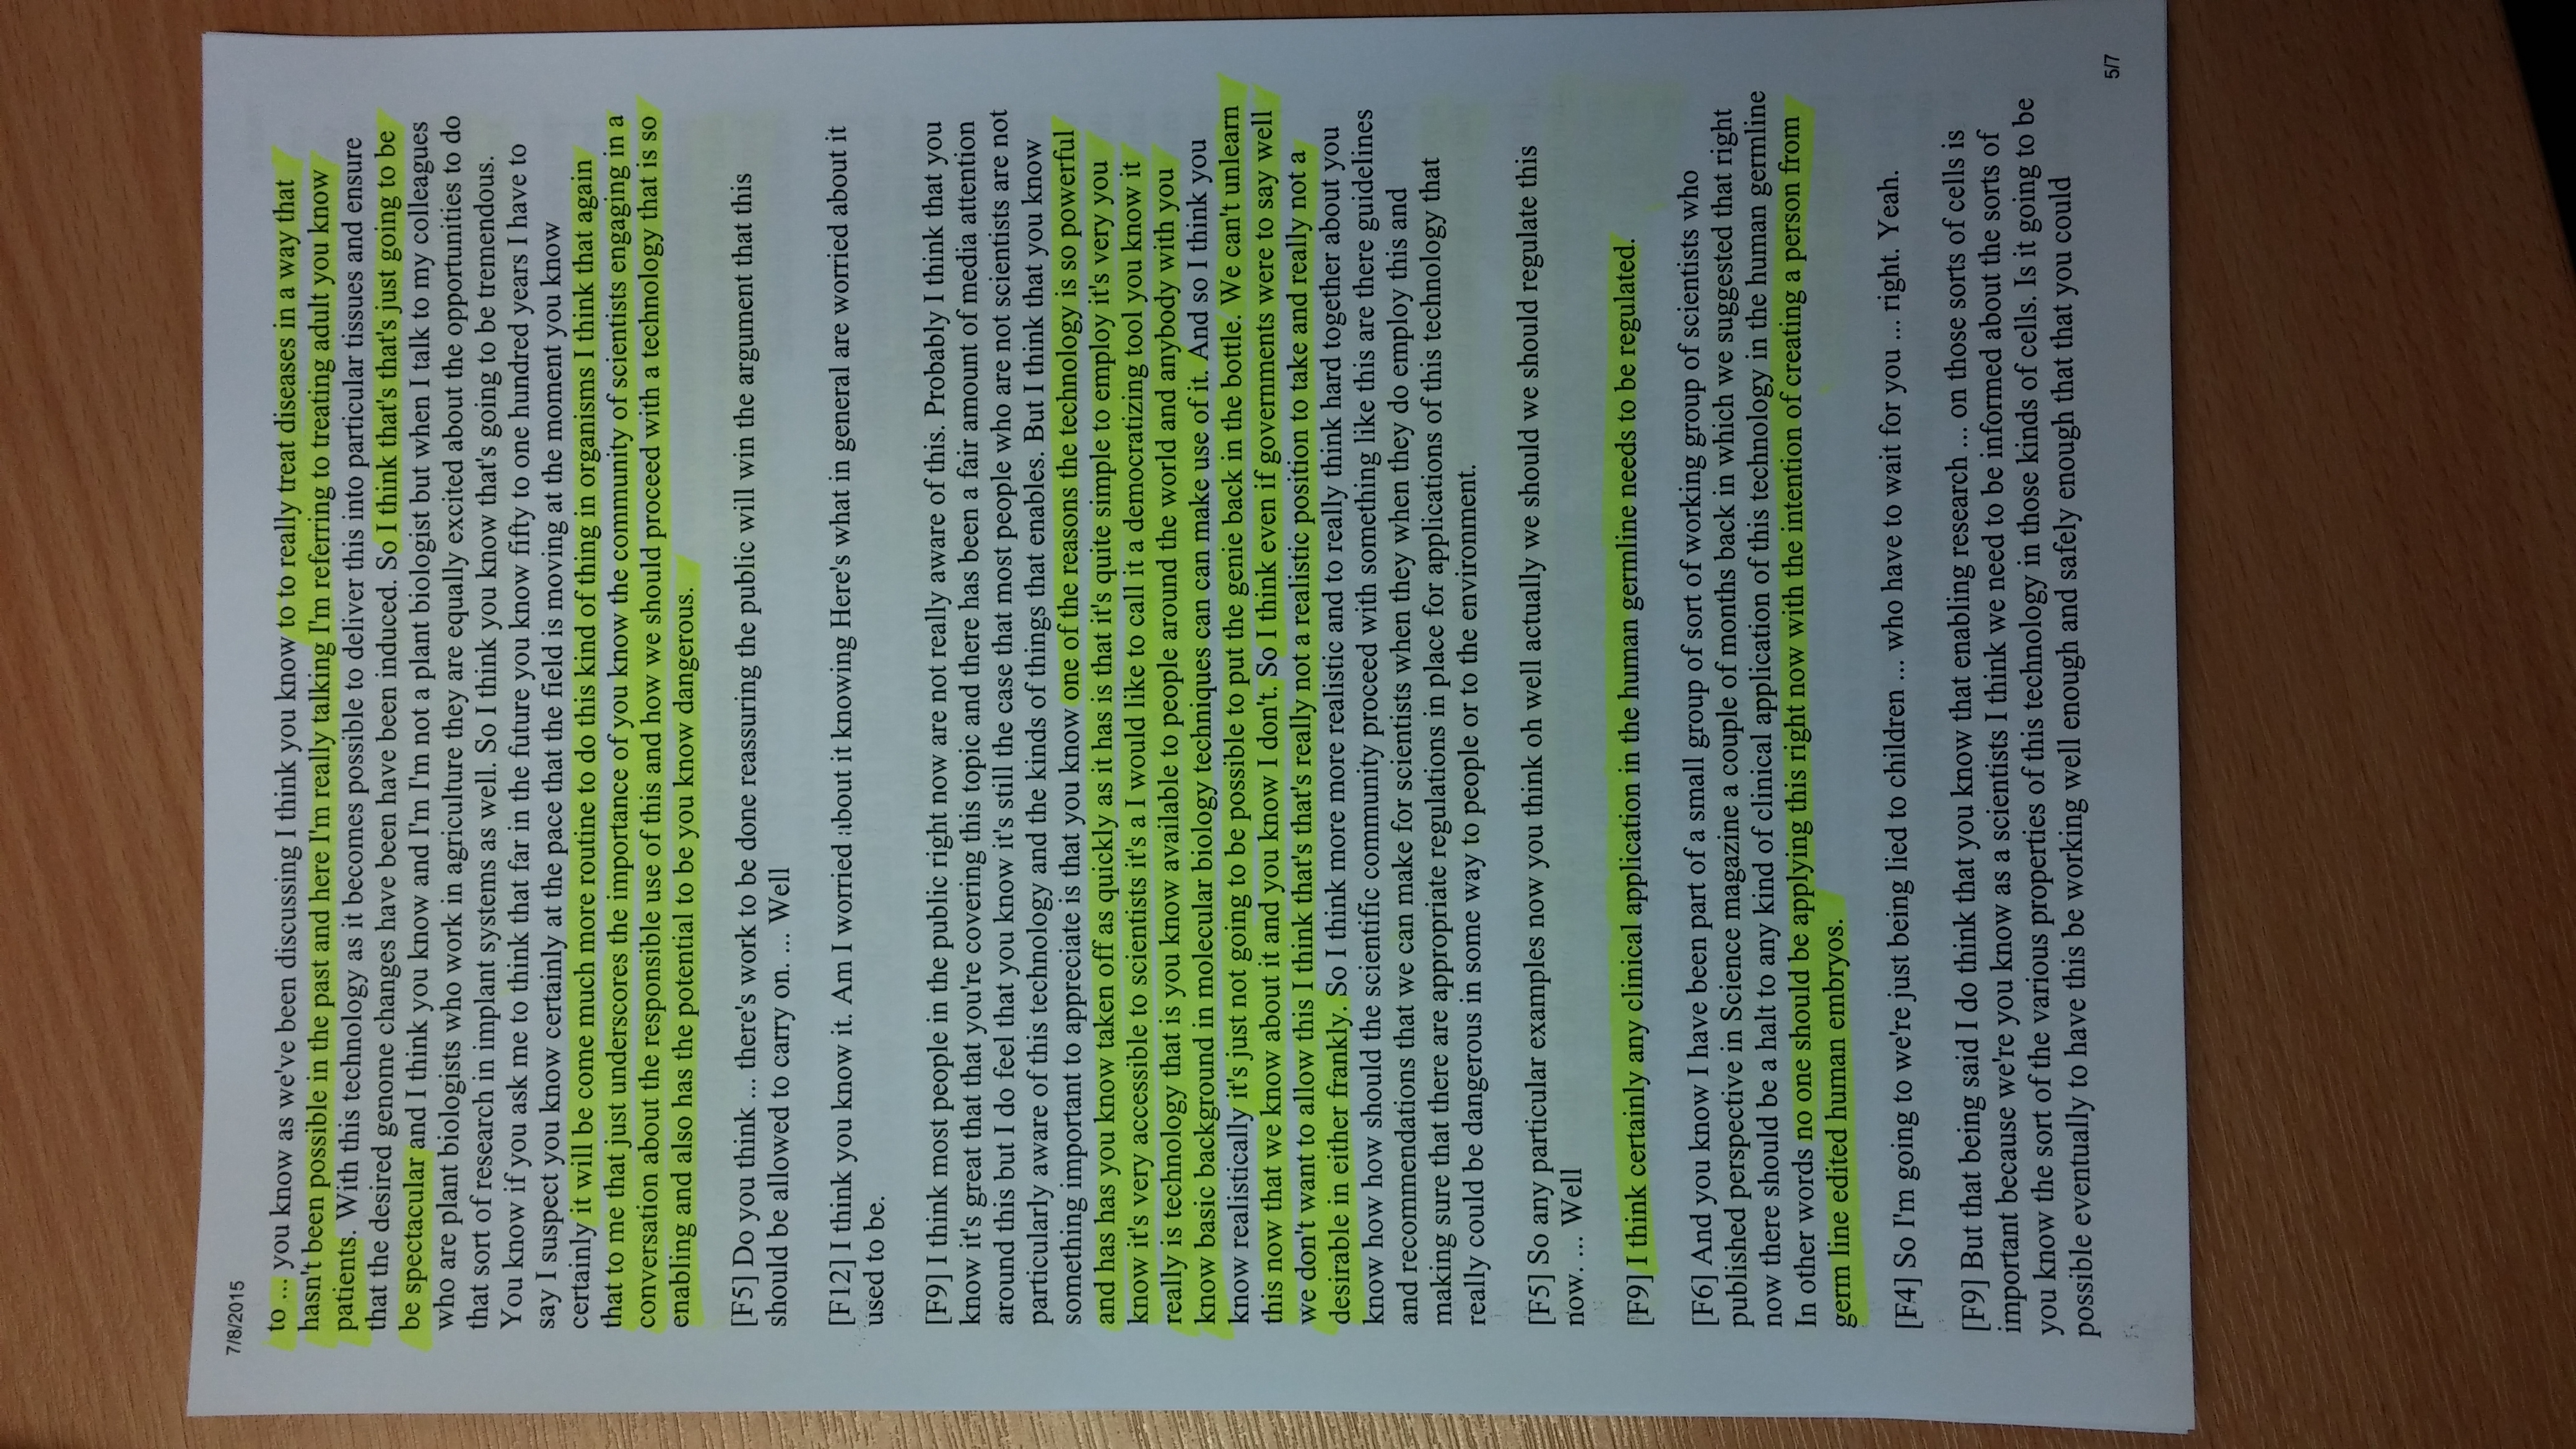 7/8/2015
to ... you know as we've been discussing I think you know to to really treat diseases in a way that
hasn't been possible in the past and here I'm really talking I'm referring to treating adult you know
patients. With this technology as it becomes possible to deliver this into particular tissues and ensure
that the desired genome changes have been have been induced. So I think that's that's just going to be
be spectacular and I think you know and I'm I'm not a plant biologist but when I talk to my colleagues
who are plant biologists who work in agriculture they are equally excited about the opportunities to do
that sort of research in implant systems as well. So I think you know that's going to be tremendous.
You know if you ask me to think that far in the future you know fifty to one hundred years I have to
say I suspect you know certainly at the pace that the field is moving at the moment you know
certainly it will be come much more routine to do this kind of thing in organisms I think that again
that to me that just underscores the importance of you know the community of scientists engaging in a
conversation about the responsible use of this and how we should proceed with a technology that is so
enabling and also has the potential to be you know dangerous.
[F5] Do you think ... there's work to be done reassuring the public will win the argument that this
should be allowed to carry on. ... Well
[F12] I think you know it. Am I worried :about it knowing Here's what in general are worried about it
used to be.
[F9] I think most people in the public right now are not really aware of this. Probably I think that you
know it's great that that you're covering this topic and there has been a fair amount of media attention
around this but I do feel that you know it's still the case that most people who are not scientists are not
particularly aware of this technology and the kinds of things that enables. But I think that you know
something important to appreciate is that you know one of the reasons the technology is so powerful
and has you know taken off as quickly as it has is that it's quite simple to employ it's very you
know it's very accessible to scientists it's a I would like to call it a democratizing tool you know it
really is technology that is you know available to people around the world and anybody with you
know basic background in molecular biology techniques can can make use of it. And so I think you
know realistically it's just not going to be possible to put the genie back in the bottle. We can't unlearn
this now that we know about it and you know I don't. So I think even if governments were to say well
we don't want to allow this I think that's that's really not a realistic position to take and really not a
desirable in either frankly. So I think more more realistic and to really think hard together about you
know how how should the scientific community proceed with something like this are there guidelines
and recommendations that we can make for scientists when they when they do employ this and
making sure that there are appropriate regulations in place for applications of this technology that
really could be dangerous in some way to people or to the environment.
[F5] So any particular examples now you think oh well actually we should we should regulate this
now. ... Well
[F9] I think certainly any clinical application in the human germline needs to be regulated.
[F6] And you know I have been part of a small group of sort of working group of scientists who
published perspective in Science magazine a couple of months back in which we suggested that right
now there should be a halt to any kind of clinical application of this technology in the human germline
In other words no one should be applying this right now with the intention of creating a person from
germ line edited human embryos.
[F4] So I'm going to we're just being lied to children ... who have to wait for you ... right. Yeah.
[F9] But that being said I do think that you know that enabling research ... on those sorts of cells is
important because we're you know as a scientists I think we need to be informed about the sorts of
you know the sort of the various properties of this technology in those kinds of cells. Is it going to be
possible eventually to have this be working well enough and safely enough that that you could
5/7